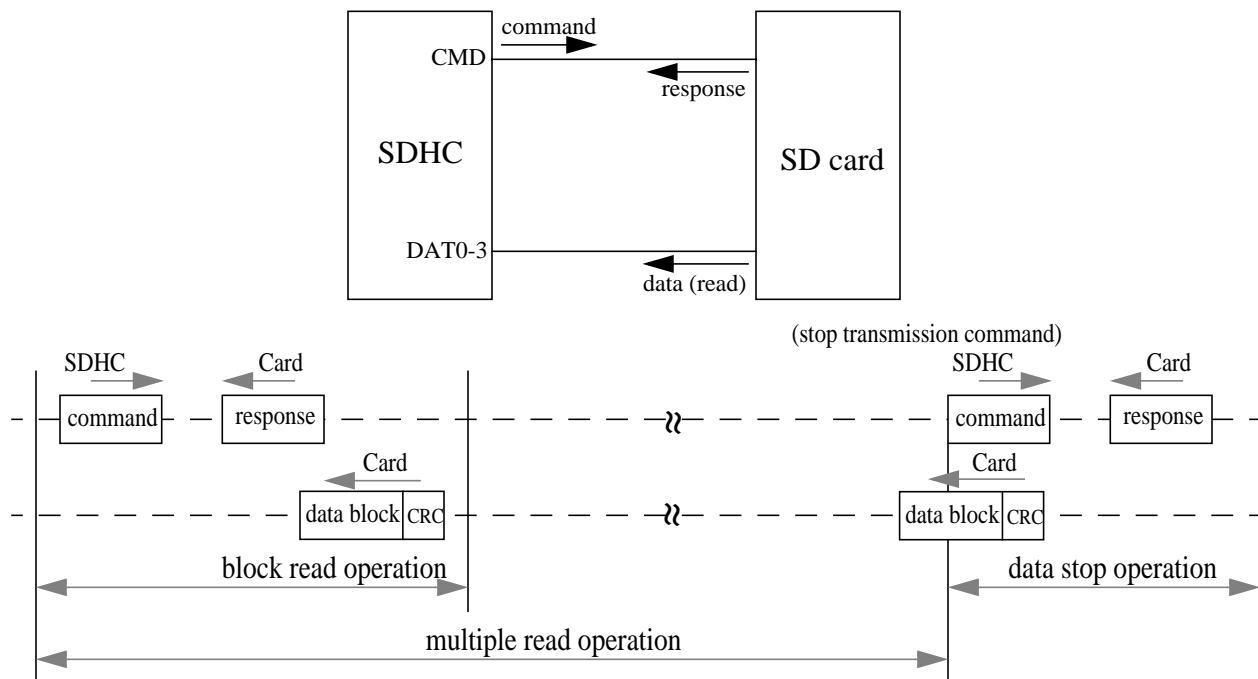 command
CMD
response
SDHC
SD card
DAT0-3
data (read)
(stop transmission command)
SDHC
Card
SDHC
Card
command
response
command
response
Card
Card
data block
CRC
data block
CRC
block read operation
data stop operation
multiple read operation